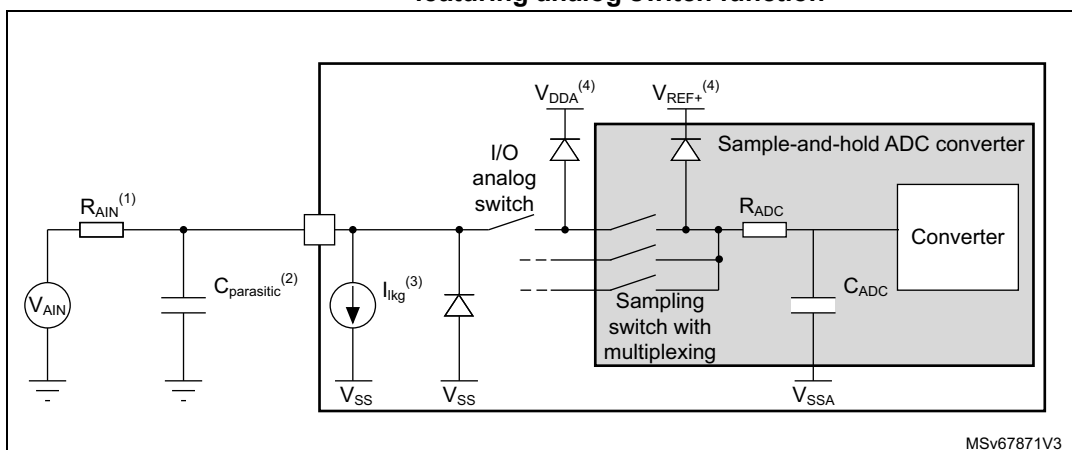 featuring analog switch function
V_DDA^(4)
V_REF+^(4)
Sample-and-hold ADC converter
I/O
analog
switch
R_AIN^(1)
R_ADC
Converter
V_AIN
C_parasitic^(2)
I_lkg^(3)
C_ADC
Sampling
switch with
multiplexing
V_SS
V_SS
V_SSA
MSv67871V3